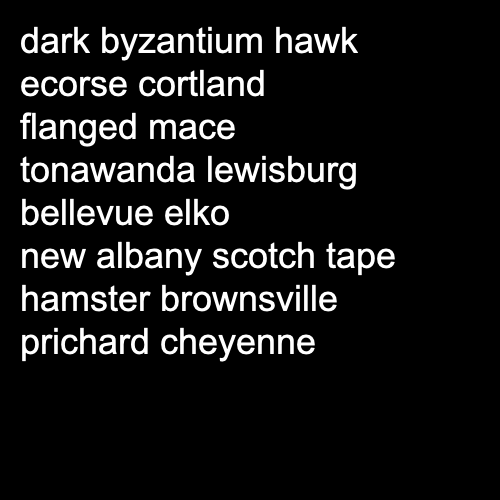 dark byzantium hawk
ecorse cortland
flanged mace
tonawanda lewisburg
bellevue elko
new albany scotch tape
hamster brownsville
prichard cheyenne